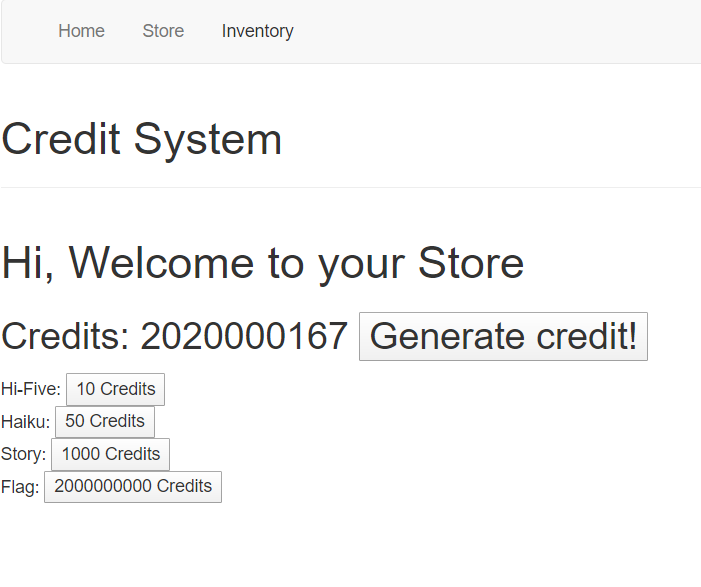 Home Store Inventory
Credit System
Hi, Welcome to your Store
Credits: 2020000167 Generate credit!
Hi-Five: 10 Credits
Haiku: 50 Credits
Story: 1000 Credits
Flag: 2000000000 Credits